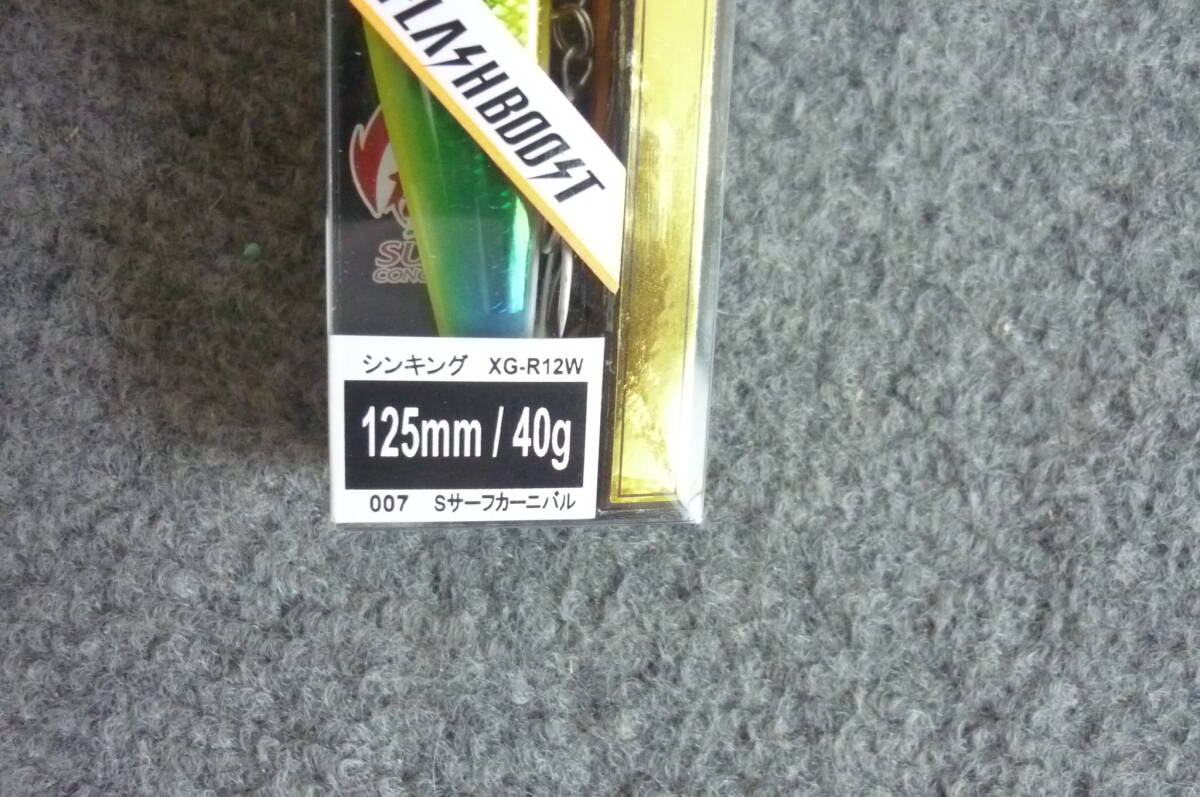 FLASHBOOST
シンキング XG-R12W
125mm / 40g
007 Sサーフカーニバル